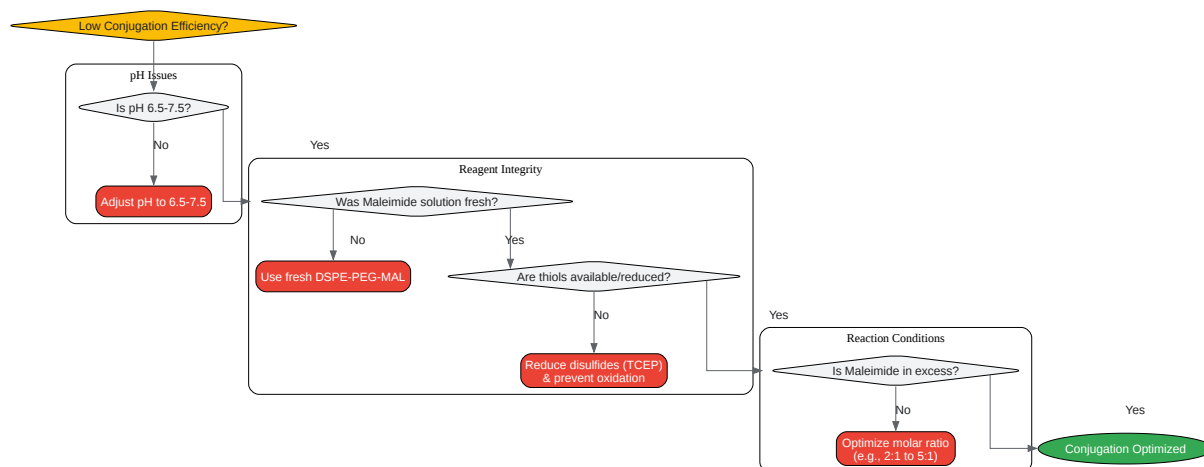 Low Conjugation Efficiency?
pH Issues
Is pH 6.5-7.5?
No
Yes
Adjust pH to 6.5-7.5
Reagent Integrity
Was Maleimide solution fresh?
No
Yes
Use fresh DSPE-PEG-MAL
Are thiols available/reduced?
No
Yes
Reduce disulfides (TCEP)
& prevent oxidation
Reaction Conditions
Is Maleimide in excess?
No
Yes
Optimize molar ratio
(e.g., 2:1 to 5:1)
Conjugation Optimized